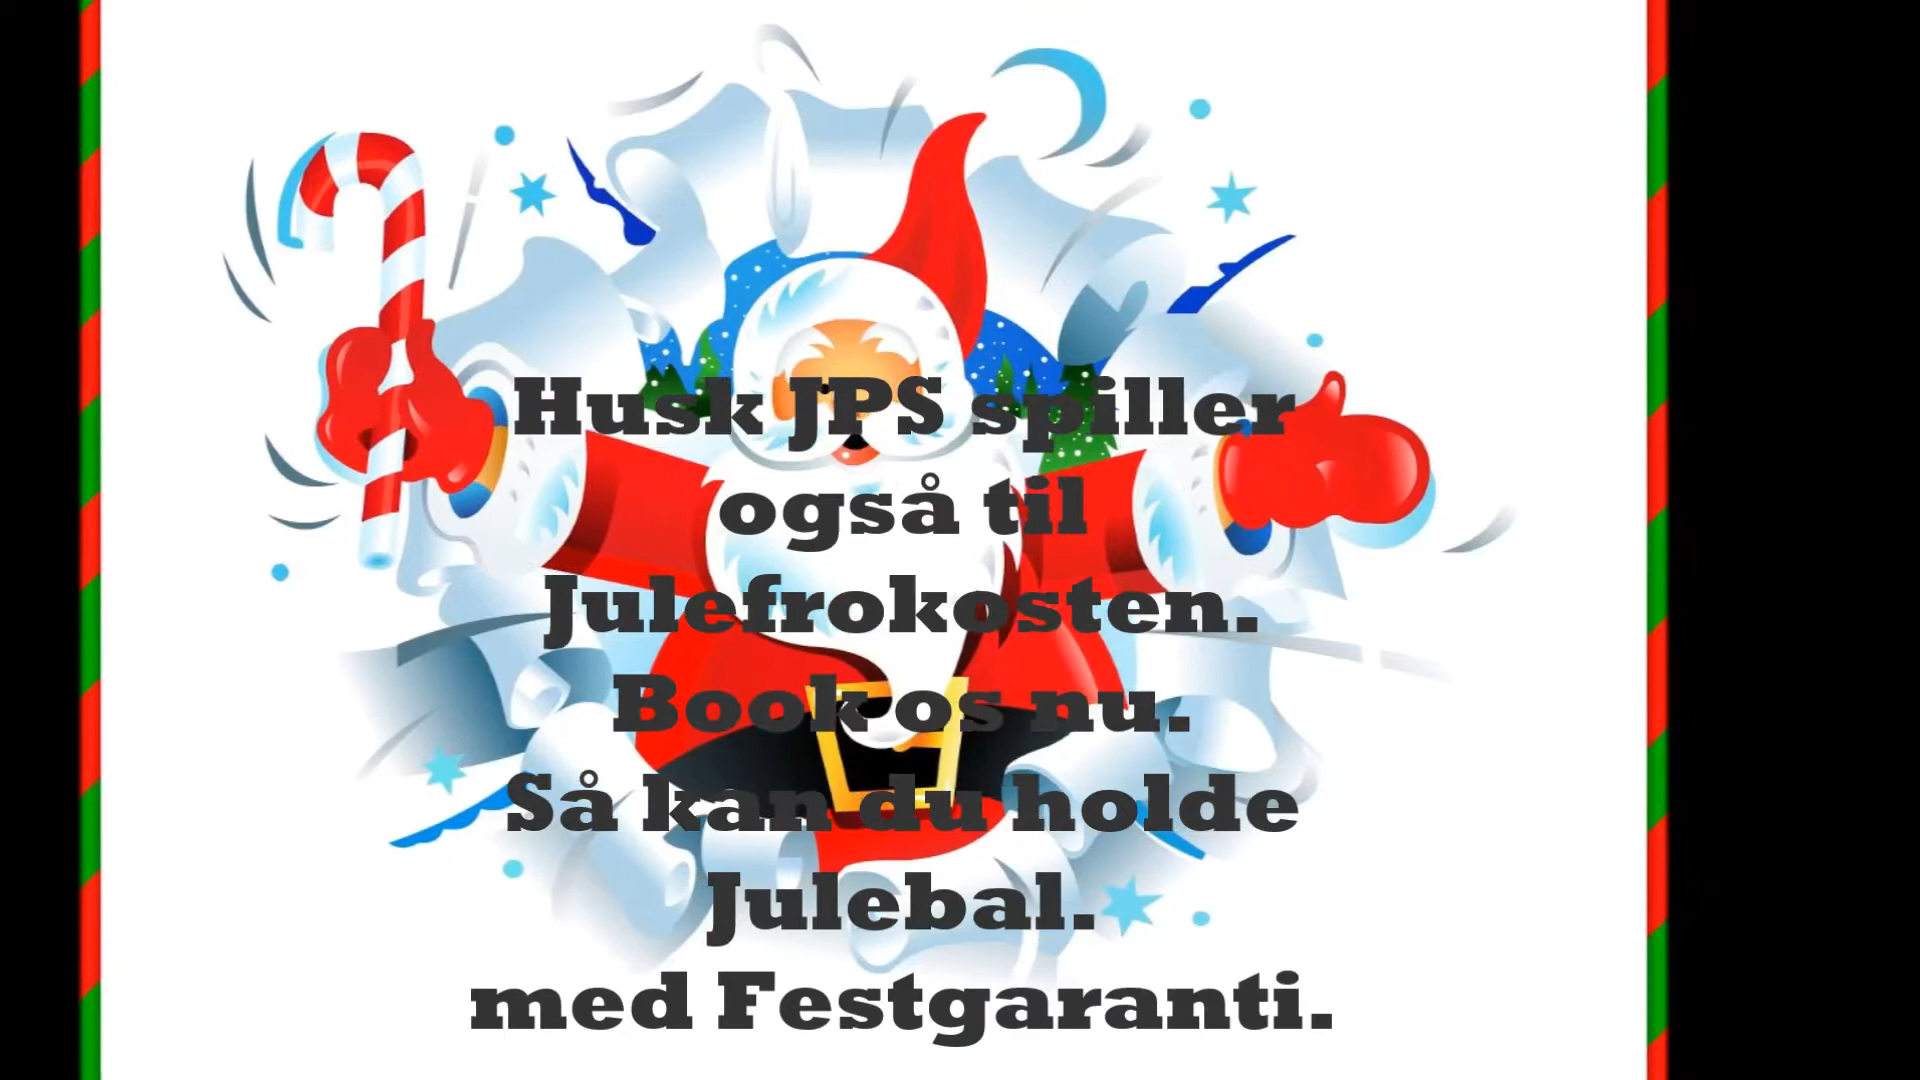 Husk JPS spiller
også til
Julefrokosten.
Book os nu.
Så kan du holde
Julebal.
med Festgaranti.